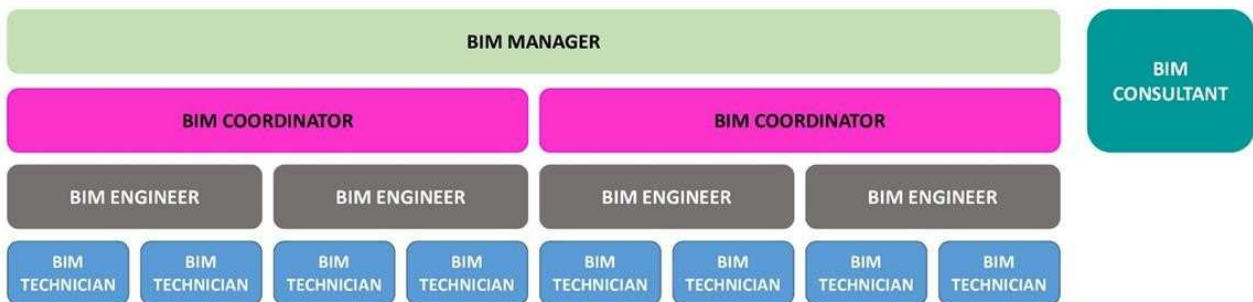 BIM MANAGER
BIM
CONSULTANT
BIM COORDINATOR
BIM COORDINATOR
BIM ENGINEER
BIM ENGINEER
BIM ENGINEER
BIM ENGINEER
BIM
TECHNICIAN
BIM
TECHNICIAN
BIM
TECHNICIAN
BIM
TECHNICIAN
BIM
TECHNICIAN
BIM
TECHNICIAN
BIM
TECHNICIAN
BIM
TECHNICIAN